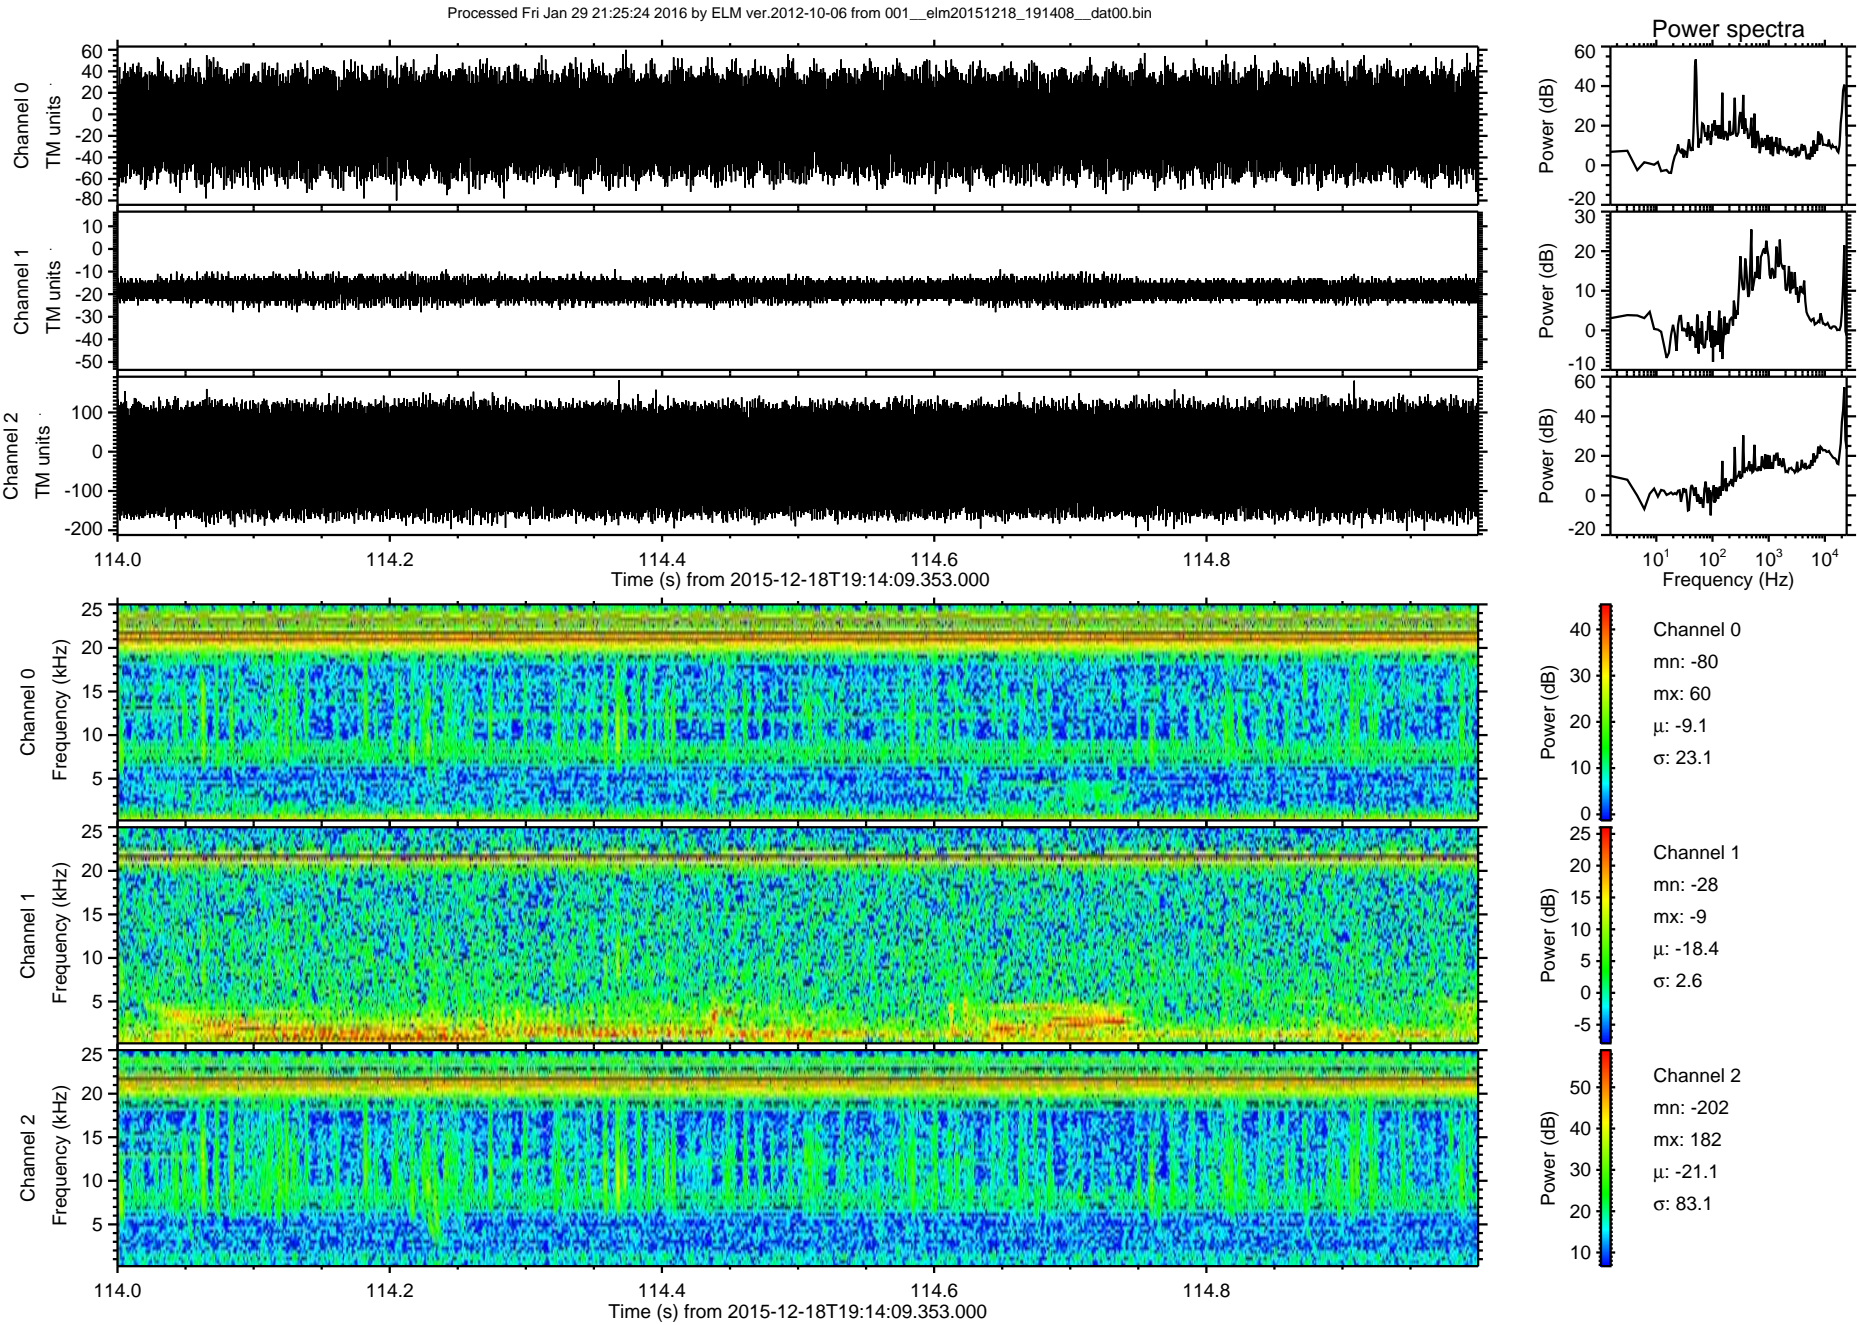 Processed Fri Jan 29 21:25:24 2016 by ELM ver.2012-10-06 from 001__elm20151218_191408__dat00.bin
Power spectra
Channel 0
TM units
60
40
20
0
-20
-40
-60
-80
Power (dB)
60
40
20
0
-20
Channel 1
TM units
10
0
-10
-20
-30
-40
-50
Power (dB)
30
20
10
0
-10
Channel 2
TM units
100
0
-100
-200
Power (dB)
60
40
20
0
-20
114.0 114.2 114.4 114.6 114.8
Time (s) from 2015-12-18T19:14:09.353.000
10^1 10^2 10^3 10^4
Frequency (Hz)
Channel 0
Frequency (kHz)
25
20
15
10
5
Power (dB)
40
30
20
10
0
Channel 0
mn: -80
mx: 60
μ: -9.1
σ: 23.1
Channel 1
Frequency (kHz)
25
20
15
10
5
Power (dB)
25
20
15
10
5
0
-5
Channel 1
mn: -28
mx: -9
μ: -18.4
σ: 2.6
Channel 2
Frequency (kHz)
25
20
15
10
5
Power (dB)
50
40
30
20
10
Channel 2
mn: -202
mx: 182
μ: -21.1
σ: 83.1
114.0 114.2 114.4 114.6 114.8
Time (s) from 2015-12-18T19:14:09.353.000